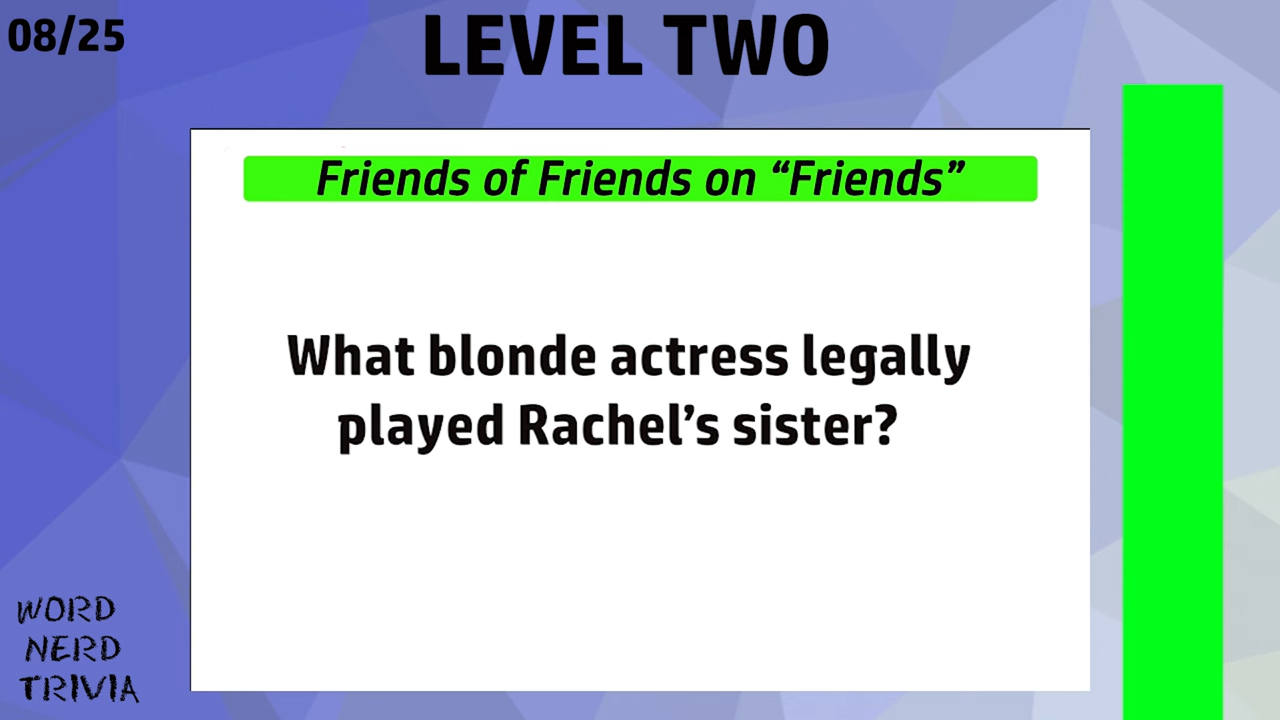 08/25
LEVEL TWO
Friends of Friends on “Friends”
What blonde actress legally
played Rachel’s sister?
WORD
NERD
TRIVIA